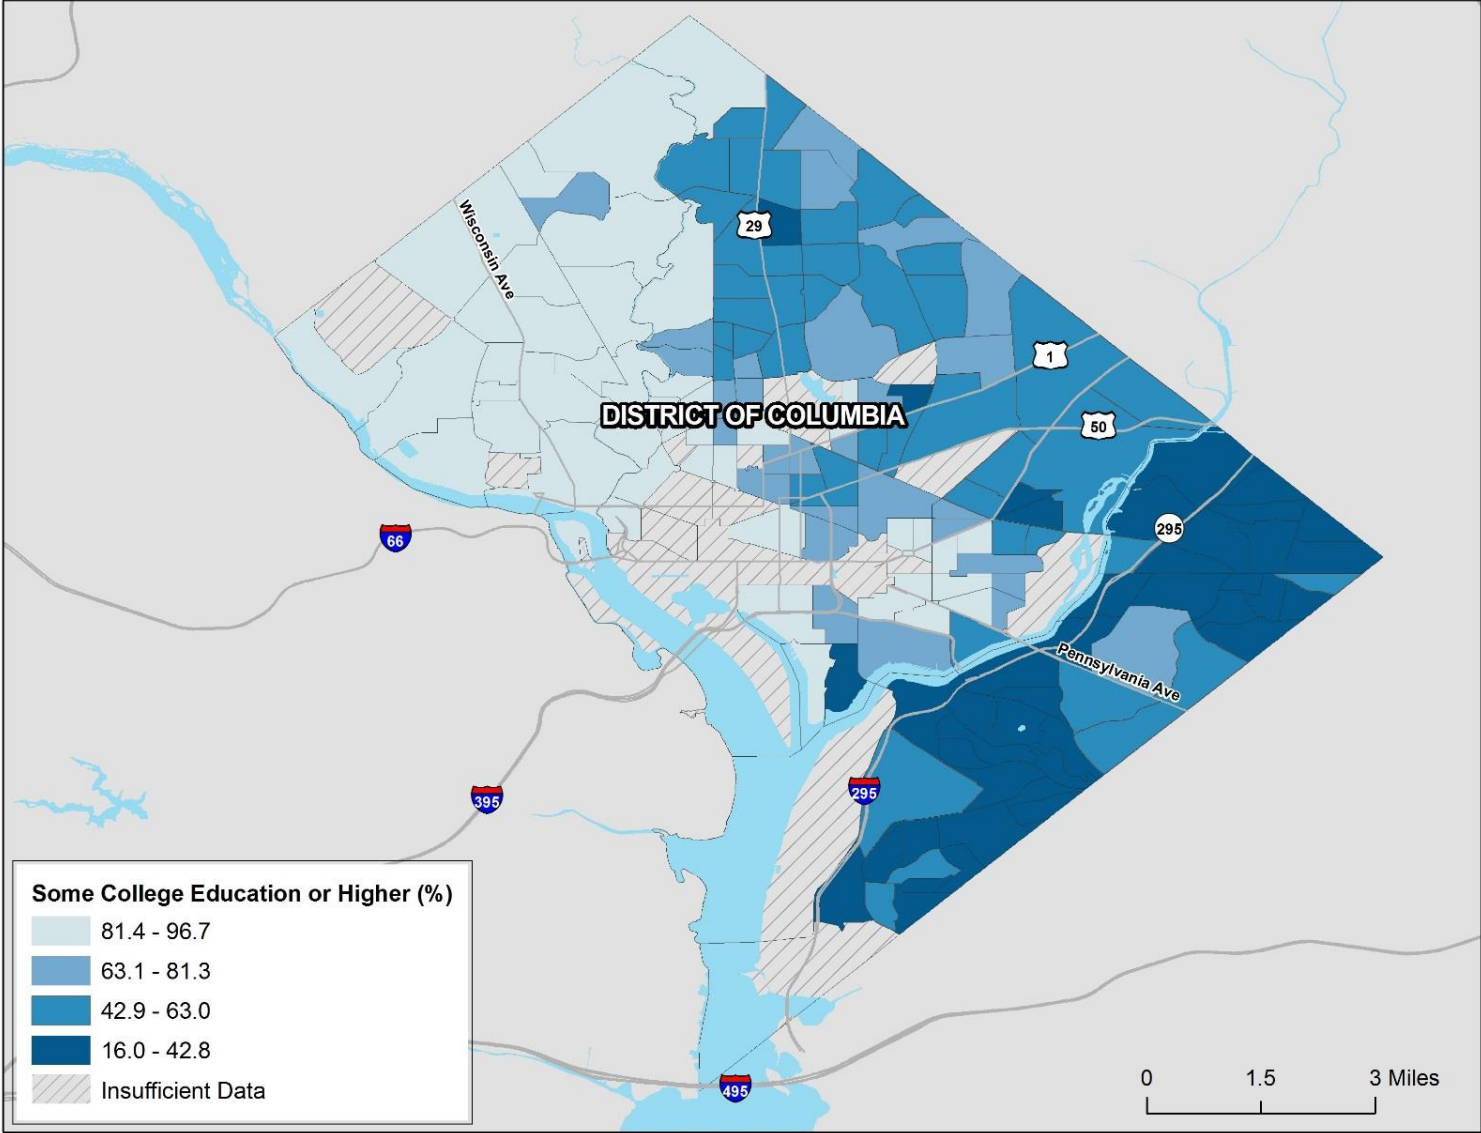 Wisconsin Ave
29
1
DISTRICT OF COLUMBIA
50
295
66
Pennsylvania Ave
395
295
Some College Education or Higher (%)
81.4 - 96.7
63.1 - 81.3
42.9 - 63.0
16.0 - 42.8
Insufficient Data
495
0 1.5 3 Miles